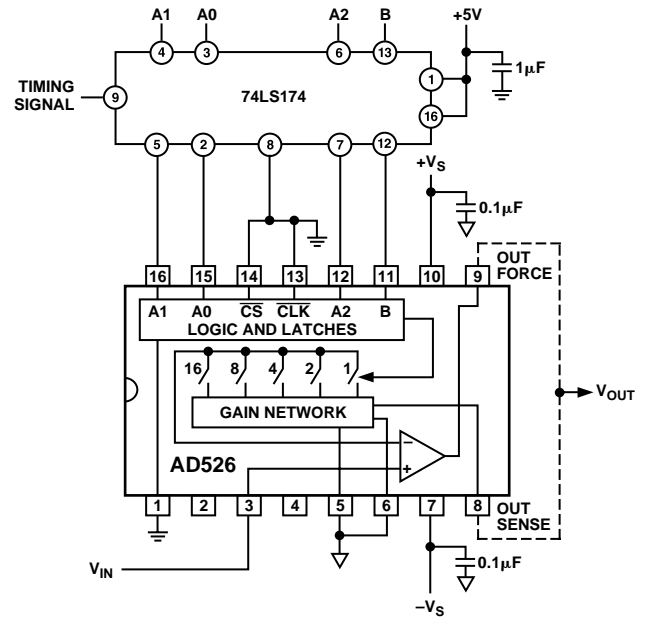 A1 A0 A2 B +5V
4 3 6 13
1µF
TIMING
SIGNAL
9 74LS174 1
16
5 2 8 7 12
+VS
0.1µF
16 15 14 13 12 11 10 9
OUT
FORCE
A1 A0 CS CLK A2 B
LOGIC AND LATCHES
16 8 4 2 1
GAIN NETWORK
VOUT
–
+
AD526
1 2 3 4 5 6 7 8
OUT
SENSE
VIN
0.1µF
–VS